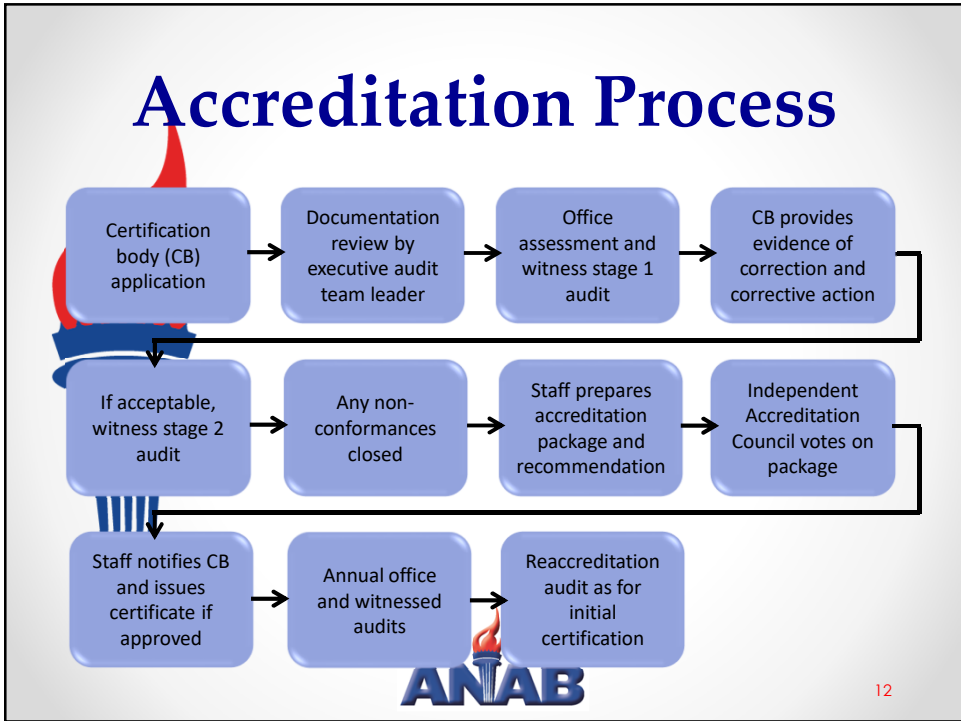 Accreditation Process
Certification
body (CB)
application
Documentation
review by
executive audit
team leader
Office
assessment and
witness stage 1
audit
CB provides
evidence of
correction and
corrective action
If acceptable,
witness stage 2
audit
Any non-
conformances
closed
Staff prepares
accreditation
package and
recommendation
Independent
Accreditation
Council votes on
package
Staff notifies CB
and issues
certificate if
approved
Annual office
and witnessed
audits
Reaccreditation
audit as for
initial
certification
ANAB
12